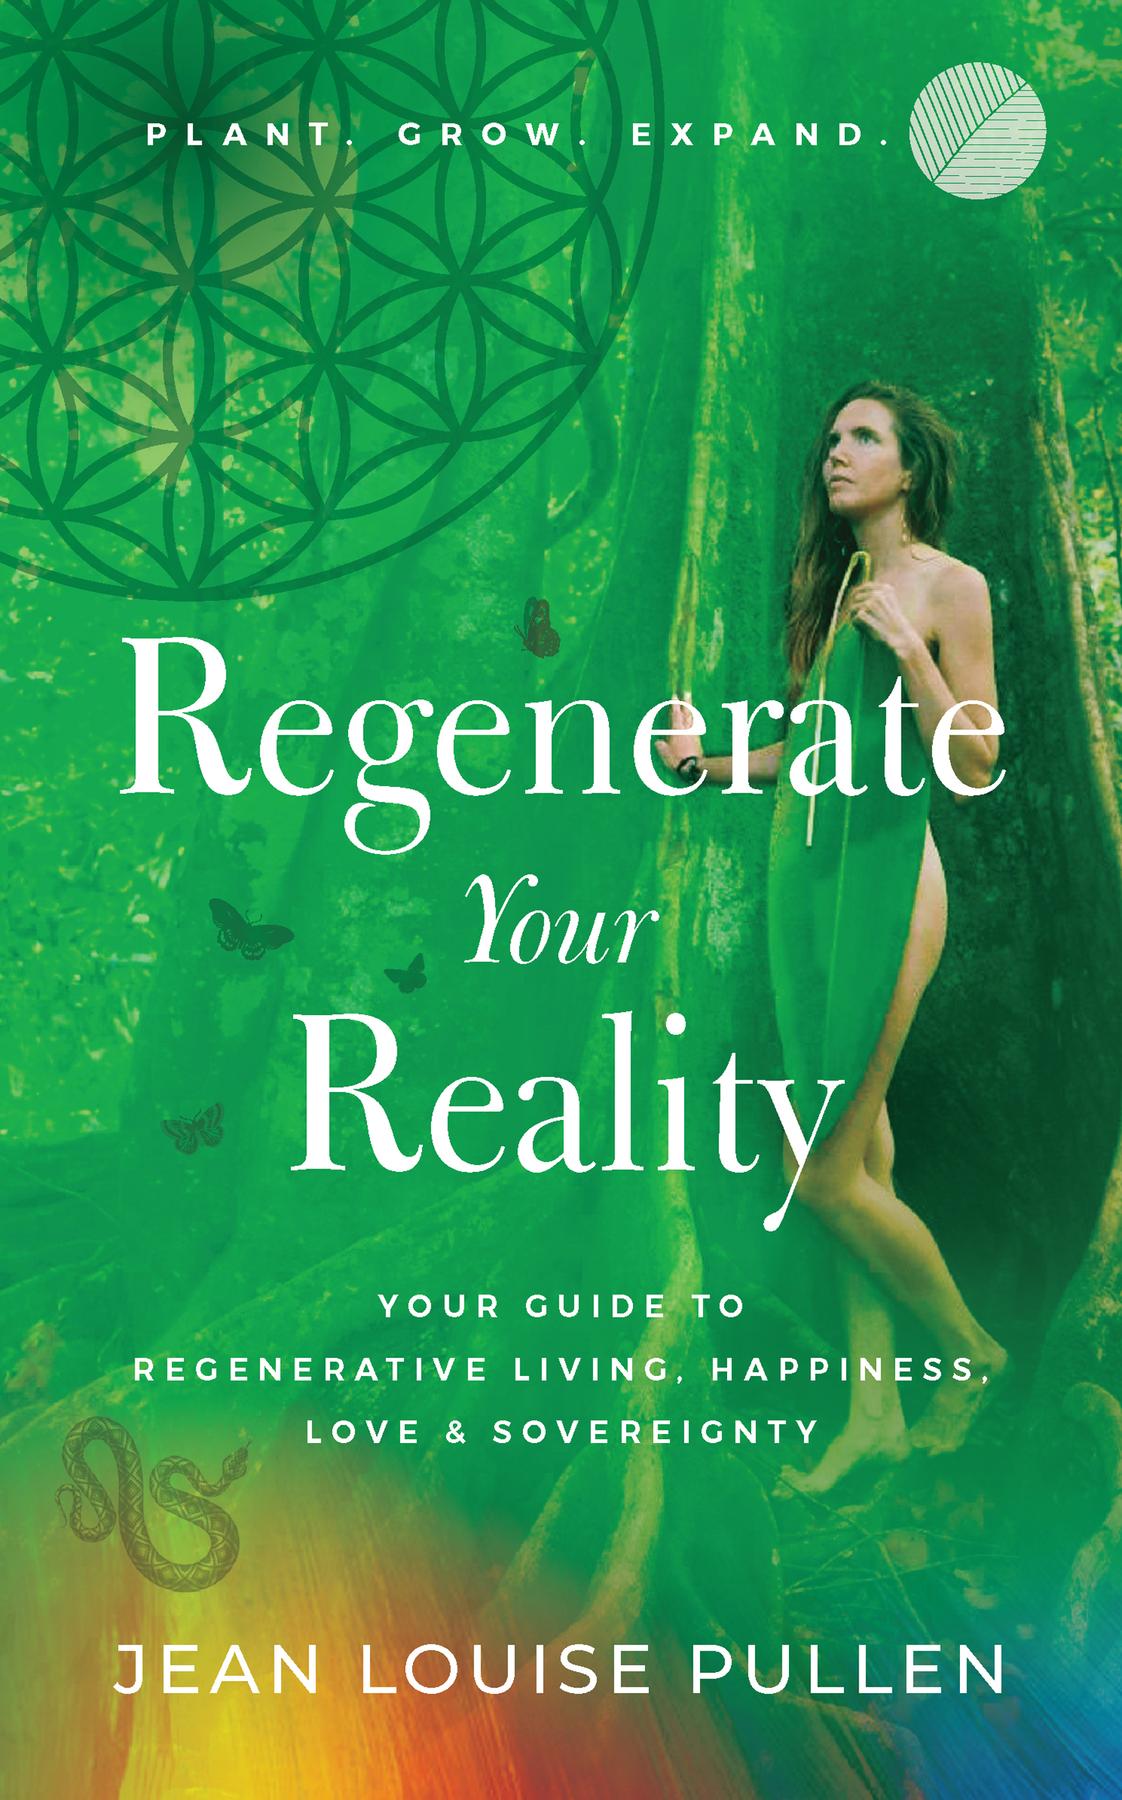 PLANT. GROW. EXPAND.
Regenerate
Your
Reality
YOUR GUIDE TO
REGENERATIVE LIVING, HAPPINESS,
LOVE & SOVEREIGNTY
JEAN LOUISE PULLEN